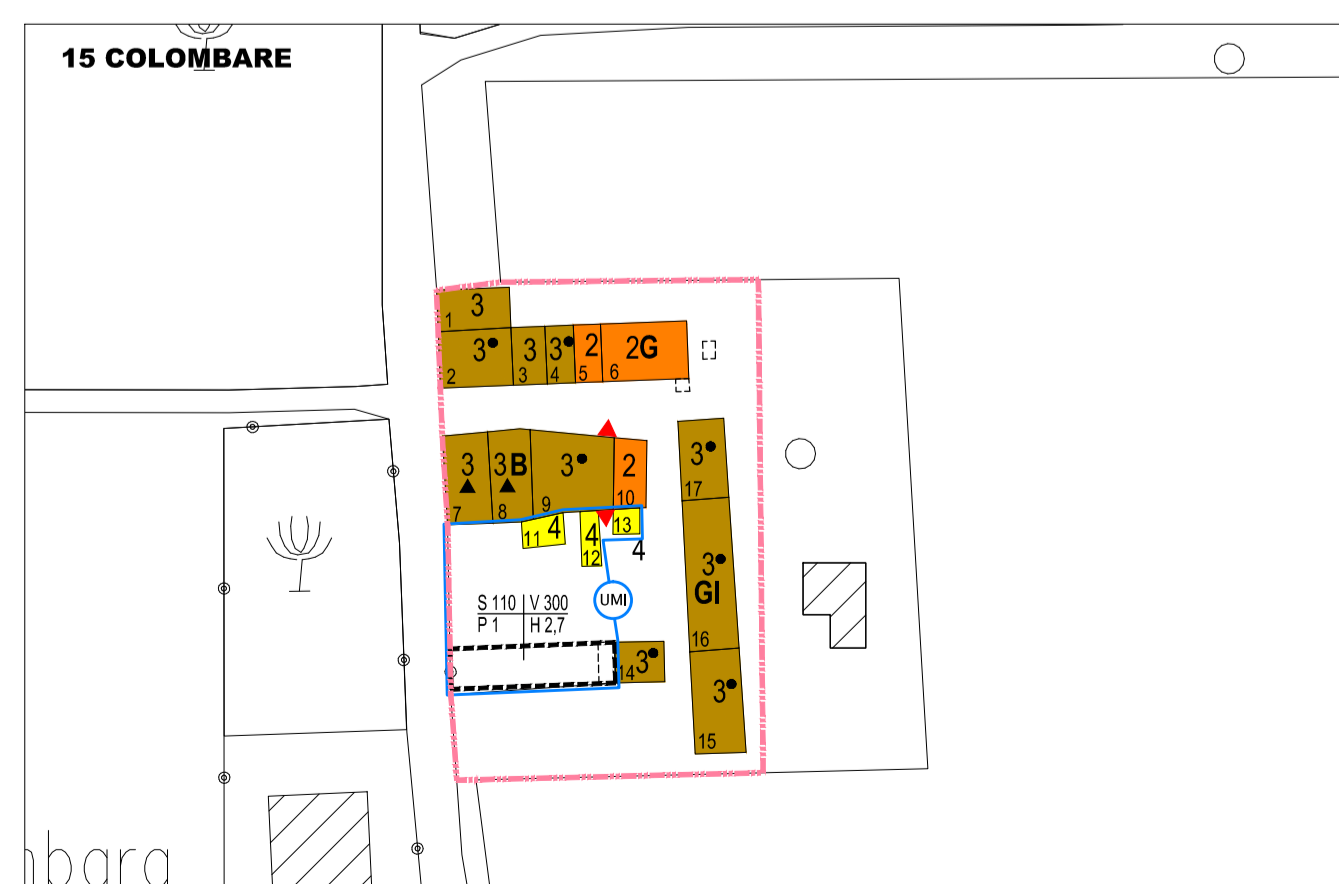 15 COLOMBARE
3
1
3● 3 3● 2 2G
2 3 4 5 6
3 3B 3● 2 3●
▲ ▲
7 8 9 10 17
11 4 4 12 13
4
3●
GI
16
UMI
S 110 | V 300
P 1 | H 2,7
14 3●
3●
15
nbara